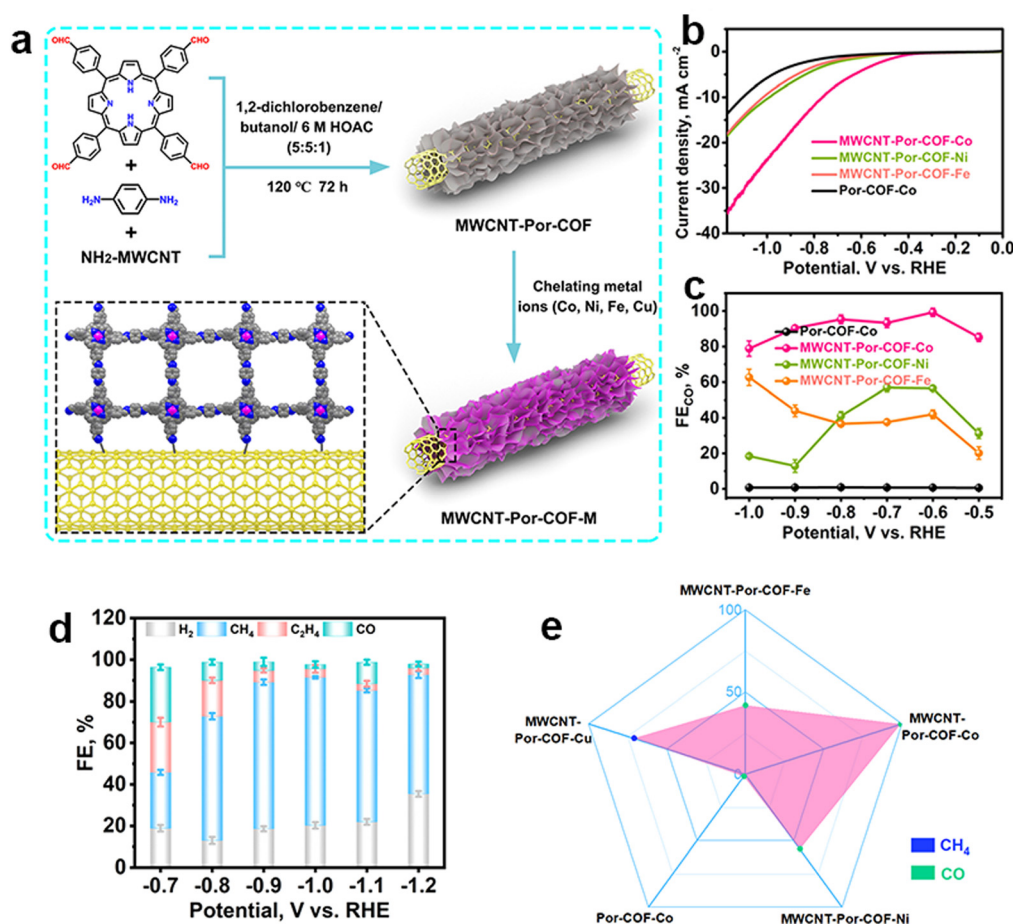 a
OHC
CHO
N
NH
N
HN
OHC
CHO
+
H₂N
NH₂
+
NH₂-MWCNT
1,2-dichlorobenzene/
butanol/ 6 M HOAC
(5:5:1)
120 ℃ 72 h
MWCNT-Por-COF
Chelating metal
ions (Co, Ni, Fe, Cu)
MWCNT-Por-COF-M
b
Current density, mA cm⁻²
0
-10
-20
-30
-40
MWCNT-Por-COF-Co
MWCNT-Por-COF-Ni
MWCNT-Por-COF-Fe
Por-COF-Co
-1.0 -0.8 -0.6 -0.4 -0.2 0.0
Potential, V vs. RHE
c
FE_CO, %
100
80
60
40
20
0
Por-COF-Co
MWCNT-Por-COF-Co
MWCNT-Por-COF-Ni
MWCNT-Por-COF-Fe
-1.0 -0.9 -0.8 -0.7 -0.6 -0.5
Potential, V vs. RHE
d
FE, %
120
100
80
60
40
20
0
H₂ CH₄ C₂H₄ CO
-0.7 -0.8 -0.9 -1.0 -1.1 -1.2
Potential, V vs. RHE
e
MWCNT-Por-COF-Fe
100
50
0
MWCNT-
Por-COF-Cu
MWCNT-
Por-COF-Co
Por-COF-Co
MWCNT-Por-COF-Ni
CH₄
CO